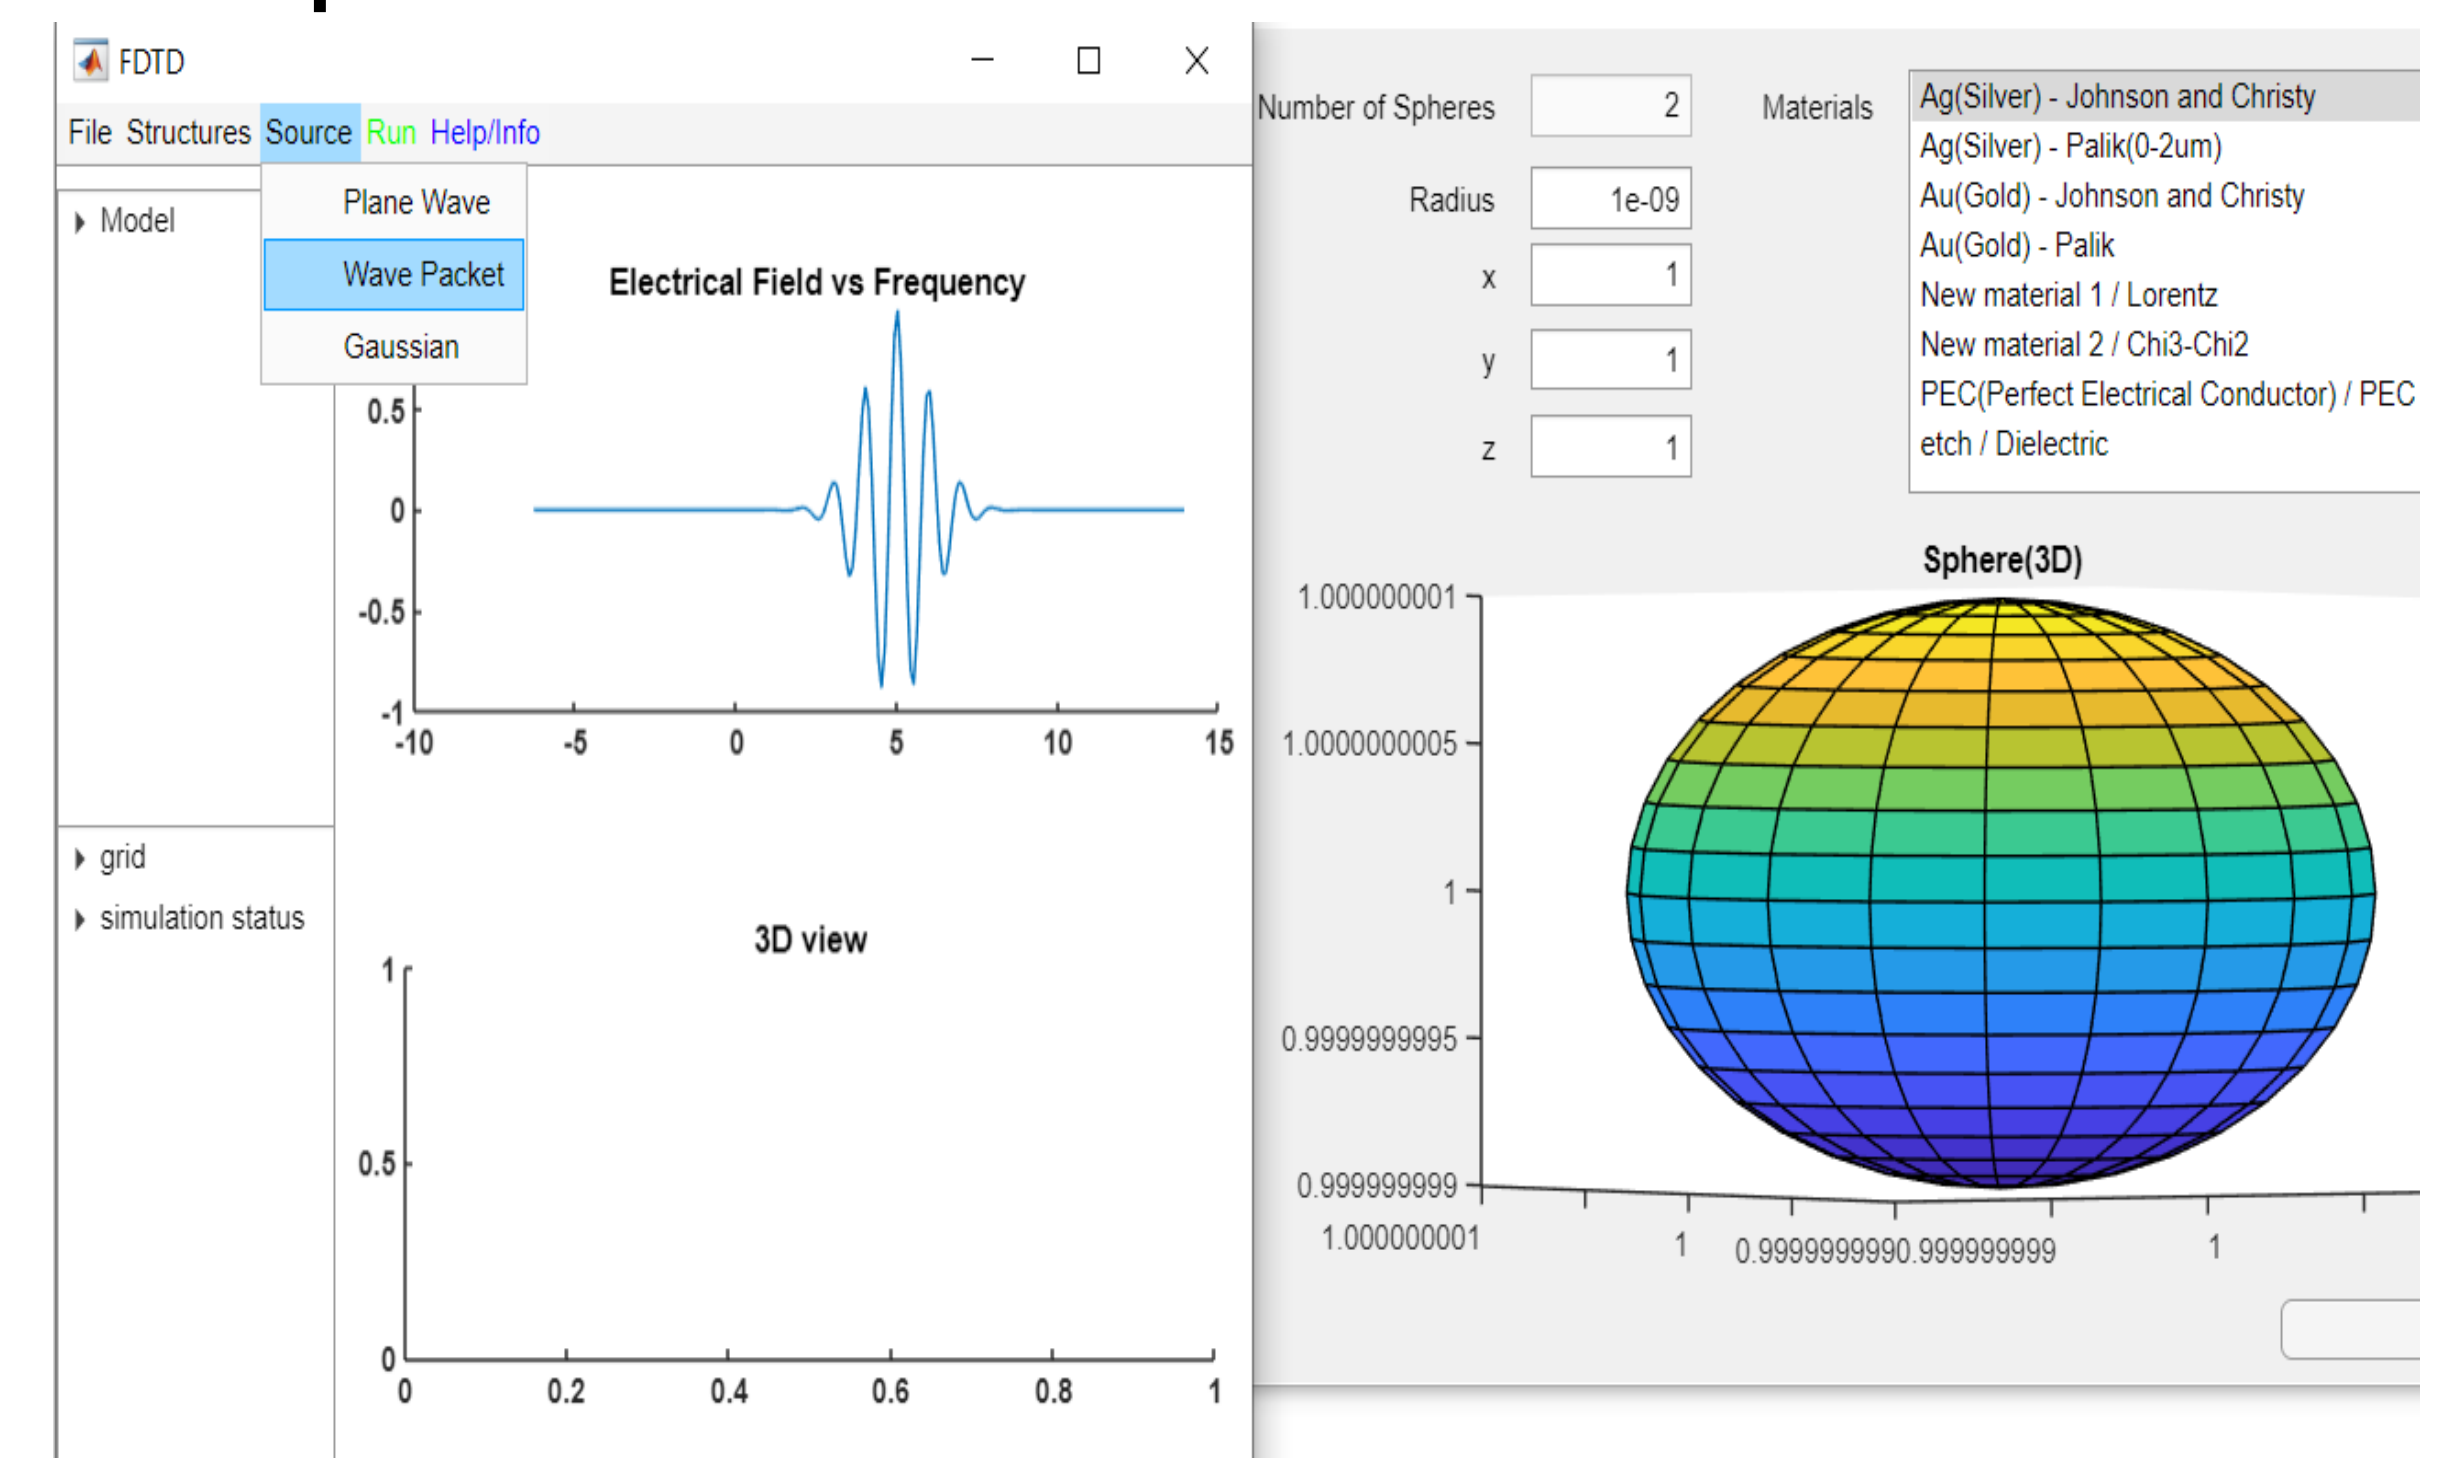 FDTD
File Structures Source Run Help/Info
Plane Wave
Wave Packet
Gaussian
Model
grid
simulation status
Electrical Field vs Frequency
0.5
0
-0.5
-1
-10 -5 0 5 10 15
3D view
1
0.5
0
0 0.2 0.4 0.6 0.8 1
Number of Spheres 2
Radius 1e-09
x 1
y 1
z 1
Materials
Ag(Silver) - Johnson and Christy
Ag(Silver) - Palik(0-2um)
Au(Gold) - Johnson and Christy
Au(Gold) - Palik
New material 1 / Lorentz
New material 2 / Chi3-Chi2
PEC(Perfect Electrical Conductor) / PEC
etch / Dielectric
Sphere(3D)
1.000000001
1.0000000005
1
0.9999999995
0.999999999
1.000000001 1 0.9999999990.999999999 1